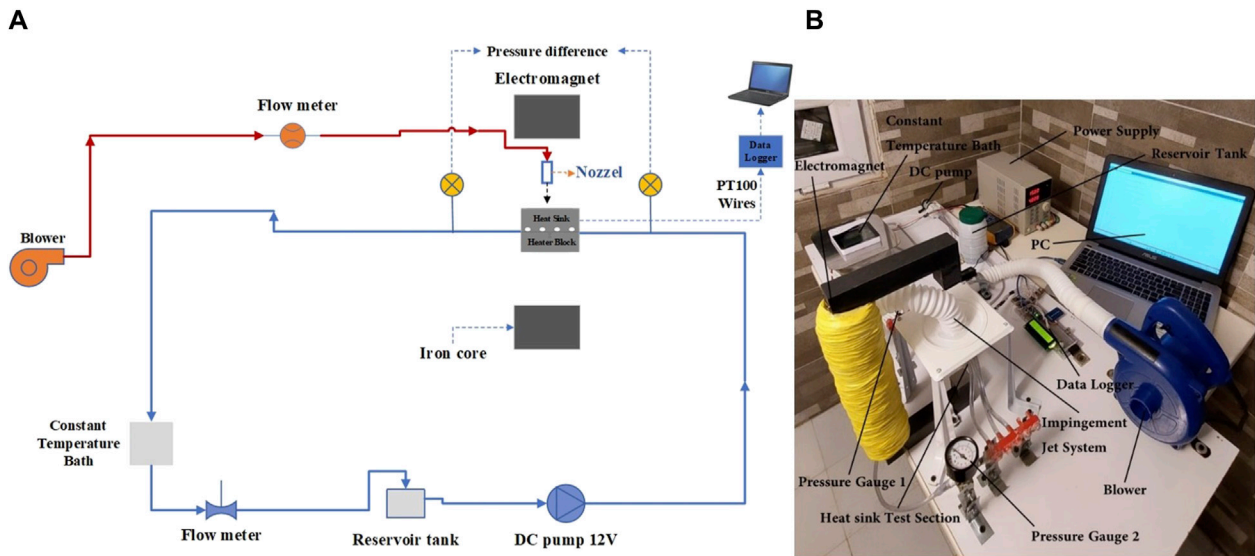 A
Pressure difference
Electromagnet
Flow meter
Nozzel
Data
Logger
PT100
Wires
Heat Sink
Heater Block
Blower
Iron core
Constant
Temperature
Bath
Flow meter
Reservoir tank
DC pump 12V
B
Constant
Temperature Bath
Electromagnet
DC pump
Power Supply
Reservoir Tank
PC
Data Logger
Impingement
Jet System
Pressure Gauge 1
Blower
Heat sink Test Section
Pressure Gauge 2